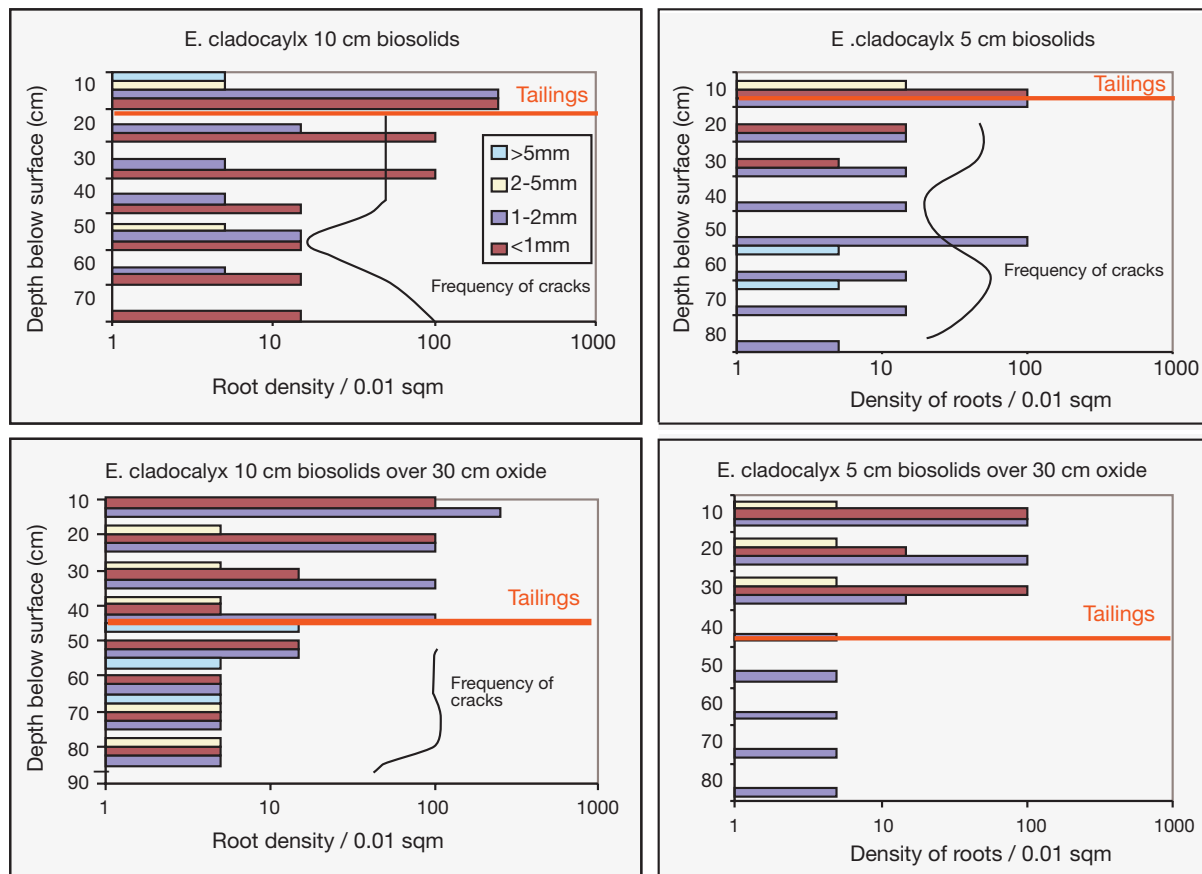 E. cladocaylx 10 cm biosolids
Depth below surface (cm)
10
20
30
40
50
60
70
Tailings
>5mm
2-5mm
1-2mm
<1mm
Frequency of cracks
1 10 100 1000
Root density / 0.01 sqm
E .cladocaylx 5 cm biosolids
Depth below surface (cm)
10
20
30
40
50
60
70
80
Tailings
Frequency of cracks
1 10 100 1000
Density of roots / 0.01 sqm
E. cladocalyx 10 cm biosolids over 30 cm oxide
Depth below surface (cm)
10
20
30
40
50
60
70
80
90
Tailings
Frequency of
cracks
1 10 100 1000
Root density / 0.01 sqm
E. cladocalyx 5 cm biosolids over 30 cm oxide
10
20
30
40
50
60
70
80
Tailings
1 10 100 1000
Density of roots / 0.01 sqm